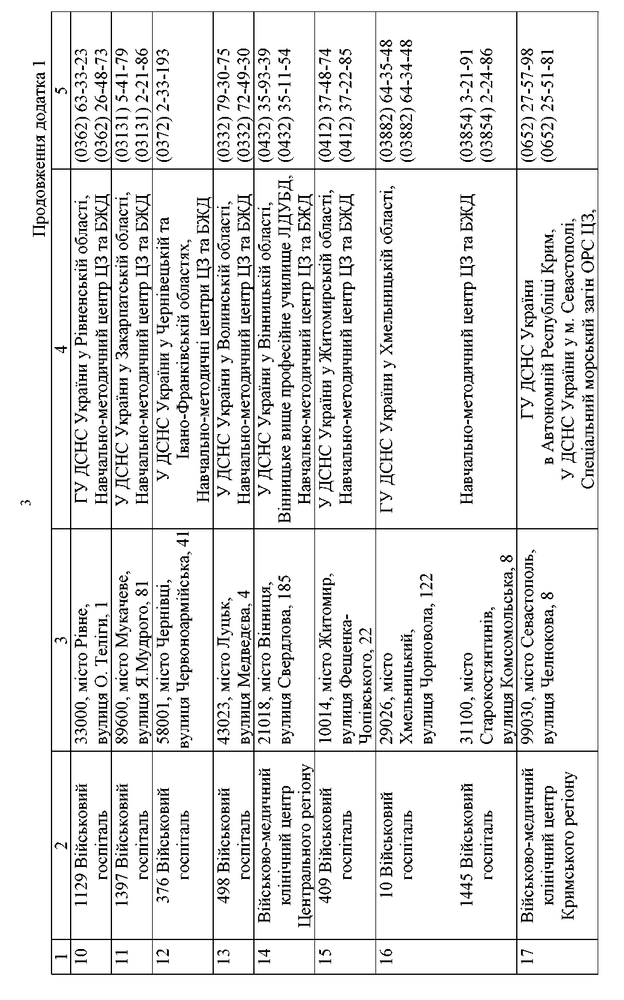 3
Продовження додатка 1
1 2 3 4 5
10 1129 Військовий 33000, місто Рівне, ГУ ДСНС України у Рівненській області, (0362) 63-33-23
госпіталь вулиця О. Теліги, 1 Навчально-методичний центр ЦЗ та БЖД (0362) 26-48-73
11 1397 Військовий 89600, місто Мукачеве, У ДСНС України у Закарпатській області, (03131) 5-41-79
госпіталь вулиця Я.Мудрого, 81 Навчально-методичний центр ЦЗ та БЖД (03131) 2-21-86
12 376 Військовий 58001, місто Чернівці, У ДСНС України у Чернівецькій та (0372) 2-33-193
госпіталь вулиця Червоноармійська, 41 Івано-Франківській областях,
Навчально-методичні центри ЦЗ та БЖД
13 498 Військовий 43023, місто Луцьк, У ДСНС України у Волинській області, (0332) 79-30-75
госпіталь вулиця Медведєва, 4 Навчально-методичний центр ЦЗ та БЖД (0332) 72-49-30
14 Військово-медичний 21018, місто Вінниця, У ДСНС України у Вінницькій області, (0432) 35-93-39
клінічний центр вулиця Свердлова, 185 Вінницьке вище професійне училище ЛДУБД, (0432) 35-11-54
Центрального регіону Навчально-методичний центр ЦЗ та БЖД
15 409 Військовий 10014, місто Житомир, У ДСНС України у Житомирській області, (0412) 37-48-74
госпіталь вулиця Фещенка- Навчально-методичний центр ЦЗ та БЖД (0412) 37-22-85
Чопівського, 22
16 10 Військовий 29026, місто ГУ ДСНС України у Хмельницькій області, (03882) 64-35-48
госпіталь Хмельницький, (03882) 64-34-48
вулиця Чорновола, 122
1445 Військовий 31100, місто Навчально-методичний центр ЦЗ та БЖД (03854) 3-21-91
госпіталь Старокостянтинів, (03854) 2-24-86
вулиця Комсомольська, 8
17 Військово-медичний 99030, місто Севастополь, ГУ ДСНС України (0652) 27-57-98
клінічний центр вулиця Челнокова, 8 в Автономній Республіці Крим, (0652) 25-51-81
Кримського регіону У ДСНС України у м. Севастополі,
Спеціальний морський загін ОРС ЦЗ,